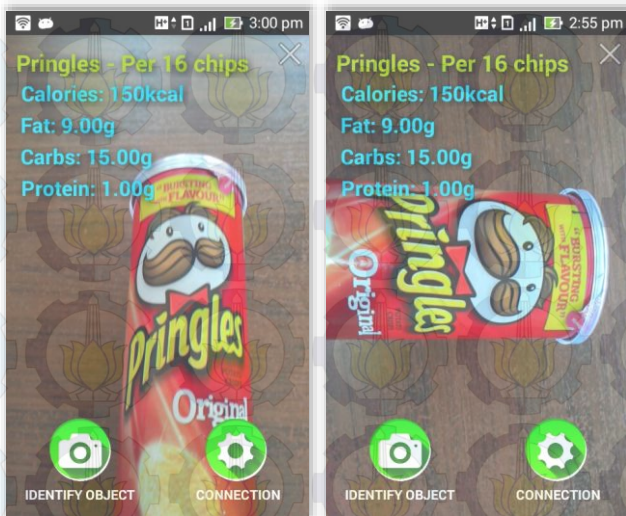 3:00 pm
Pringles - Per 16 chips
Calories: 150kcal
Fat: 9.00g
Carbs: 15.00g
Protein: 1.00g
"BURSTING
WITH FLAVOUR"
Pringles
Original
IDENTIFY OBJECT
CONNECTION
2:55 pm
Pringles - Per 16 chips
Calories: 150kcal
Fat: 9.00g
Carbs: 15.00g
Protein: 1.00g
"BURSTING
WITH FLAVOUR"
Pringles
Original
IDENTIFY OBJECT
CONNECTION